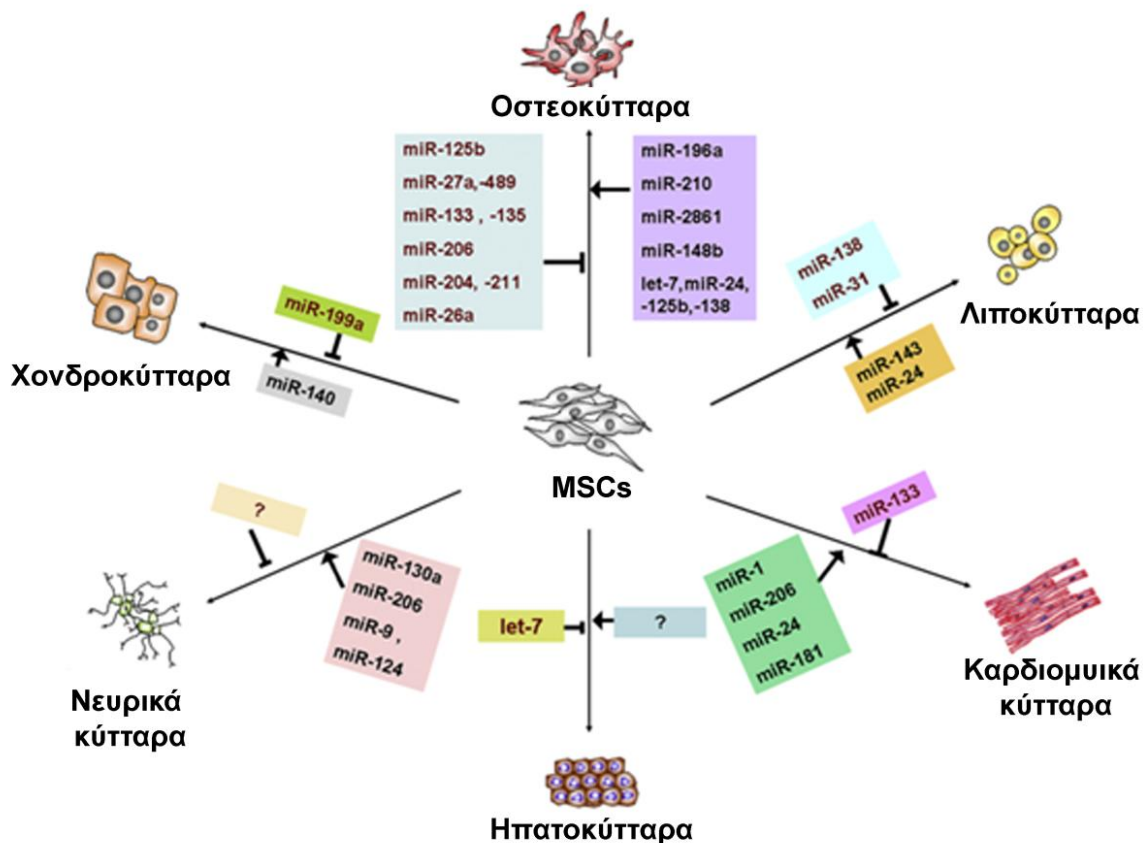 Οστεοκύτταρα
miR-125b
miR-27a,-489
miR-133 , -135
miR-206
miR-204, -211
miR-26a
miR-196a
miR-210
miR-2861
miR-148b
let-7,miR-24,
-125b,-138
miR-138
miR-31
Λιποκύτταρα
miR-143
miR-24
miR-199a
Χονδροκύτταρα
miR-140
MSCs
?
miR-130a
miR-206
miR-9 ,
miR-124
Νευρικά
κύτταρα
let-7
?
miR-133
miR-1
miR-206
miR-24
miR-181
Καρδιομυικά
κύτταρα
Ηπατοκύτταρα